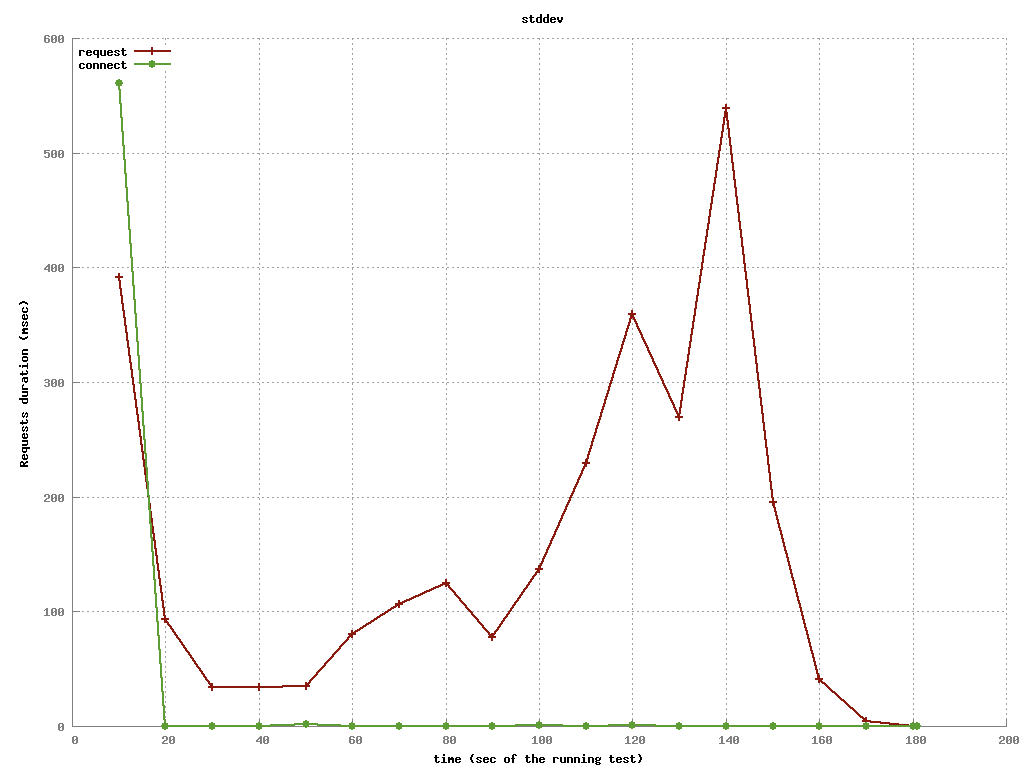 stddev
600
request
connect
500
400
300
200
100
0
Requests duration (msec)
0 20 40 60 80 100 120 140 160 180 200
time (sec of the running test)